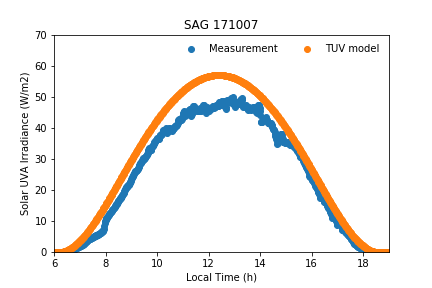 SAG 171007
Measurement
TUV model
70
60
50
40
30
20
10
0
Solar UVA Irradiance (W/m2)
6 8 10 12 14 16 18
Local Time (h)